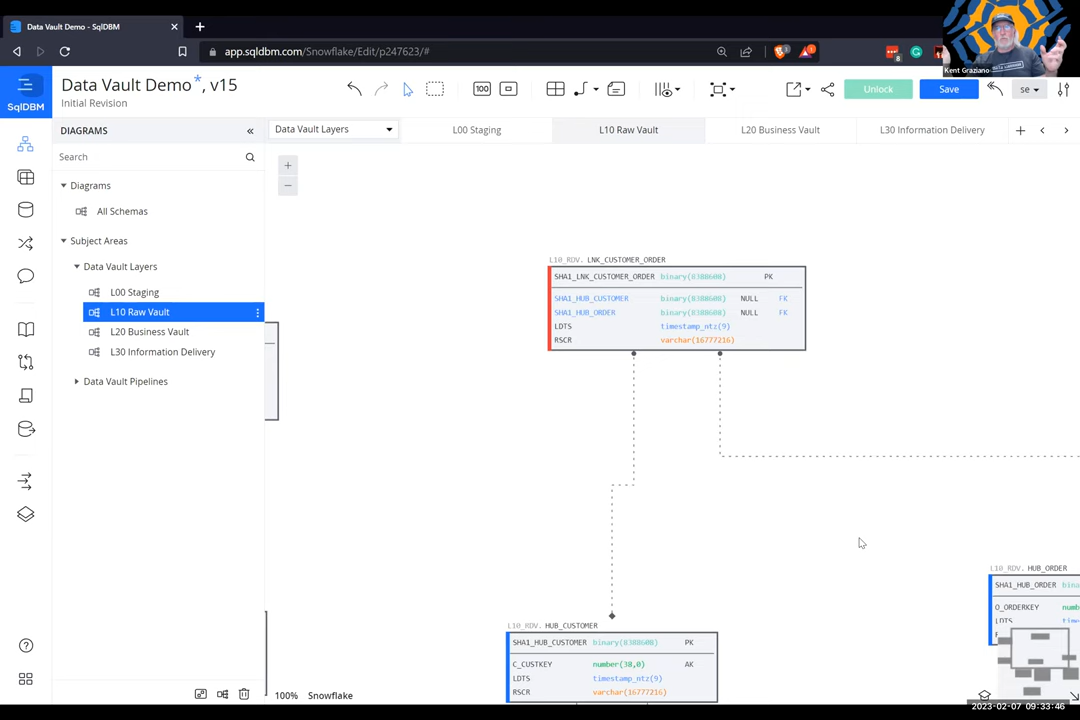 Data Vault Demo - SqlDBM
app.sqldbm.com/Snowflake/Edit/p247623/#
8
Kent Graziano
SqlDBM
Data Vault Demo*, v15
Initial Revision
100
Unlock
Save
se
DIAGRAMS
Data Vault Layers
L00 Staging
L10 Raw Vault
L20 Business Vault
L30 Information Delivery
Search
Diagrams
All Schemas
Subject Areas
Data Vault Layers
L00 Staging
L10 Raw Vault
L20 Business Vault
L30 Information Delivery
Data Vault Pipelines
L10_RDV. LNK_CUSTOMER_ORDER
SHA1_LNK_CUSTOMER_ORDER binary(8388608) PK
SHA1_HUB_CUSTOMER binary(8388608) NULL FK
SHA1_HUB_ORDER binary(8388608) NULL FK
LDTS timestamp_ntz(9)
RSCR varchar(16777216)
L10_RDV. HUB_ORDER
SHA1_HUB_ORDER
O_ORDERKEY
LDTS
L10_RDV. HUB_CUSTOMER
SHA1_HUB_CUSTOMER binary(8388608) PK
C_CUSTKEY number(38,0) AK
LDTS timestamp_ntz(9)
RSCR varchar(16777216)
100% Snowflake
2023-02-07 09:33:46